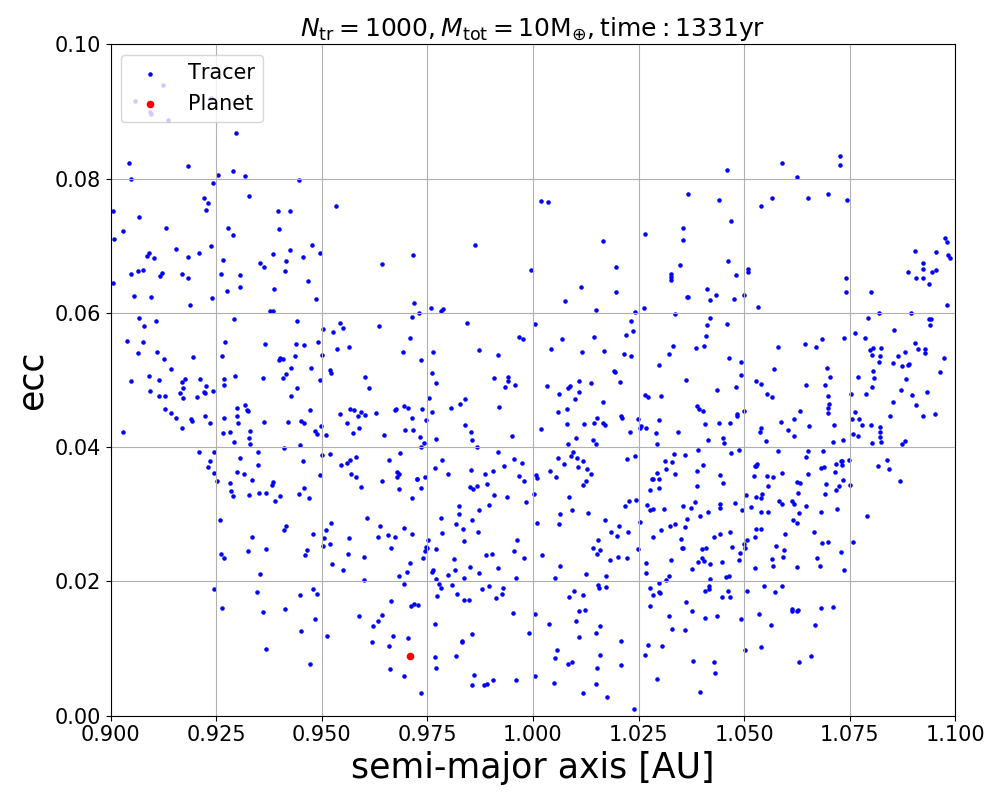 N_tr = 1000, M_tot = 10M_⊕, time : 1331yr
Tracer
Planet
ecc
0.10
0.08
0.06
0.04
0.02
0.00
0.900 0.925 0.950 0.975 1.000 1.025 1.050 1.075 1.100
semi-major axis [AU]